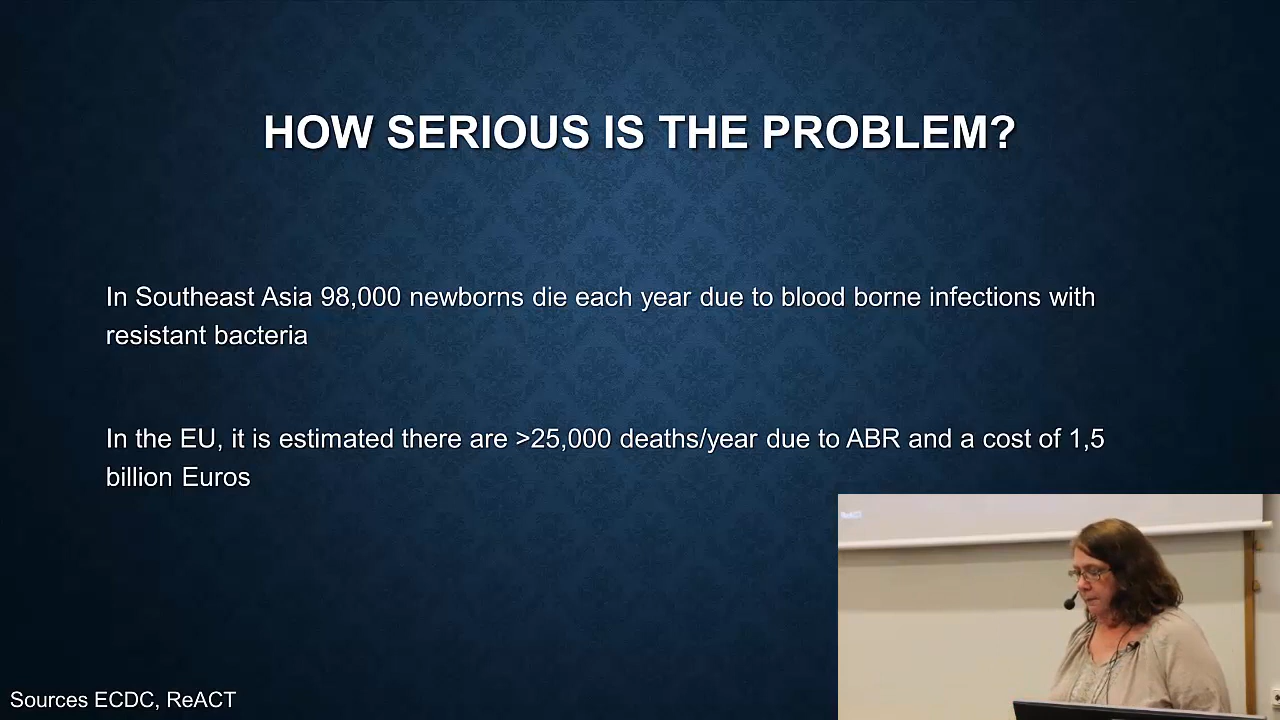 HOW SERIOUS IS THE PROBLEM?
In Southeast Asia 98,000 newborns die each year due to blood borne infections with
resistant bacteria
In the EU, it is estimated there are >25,000 deaths/year due to ABR and a cost of 1,5
billion Euros
ReACT
Sources ECDC, ReACT